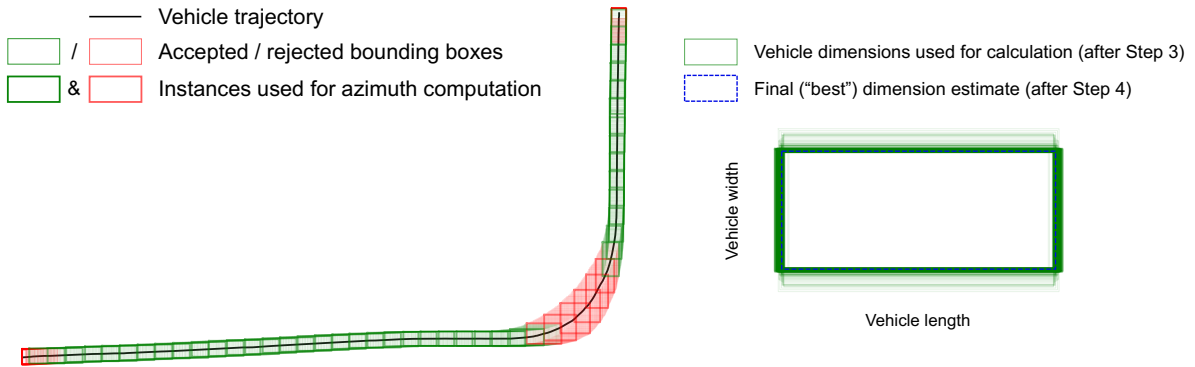 Vehicle trajectory
/ Accepted / rejected bounding boxes
& Instances used for azimuth computation
Vehicle dimensions used for calculation (after Step 3)
Final (“best”) dimension estimate (after Step 4)
Vehicle width
Vehicle length